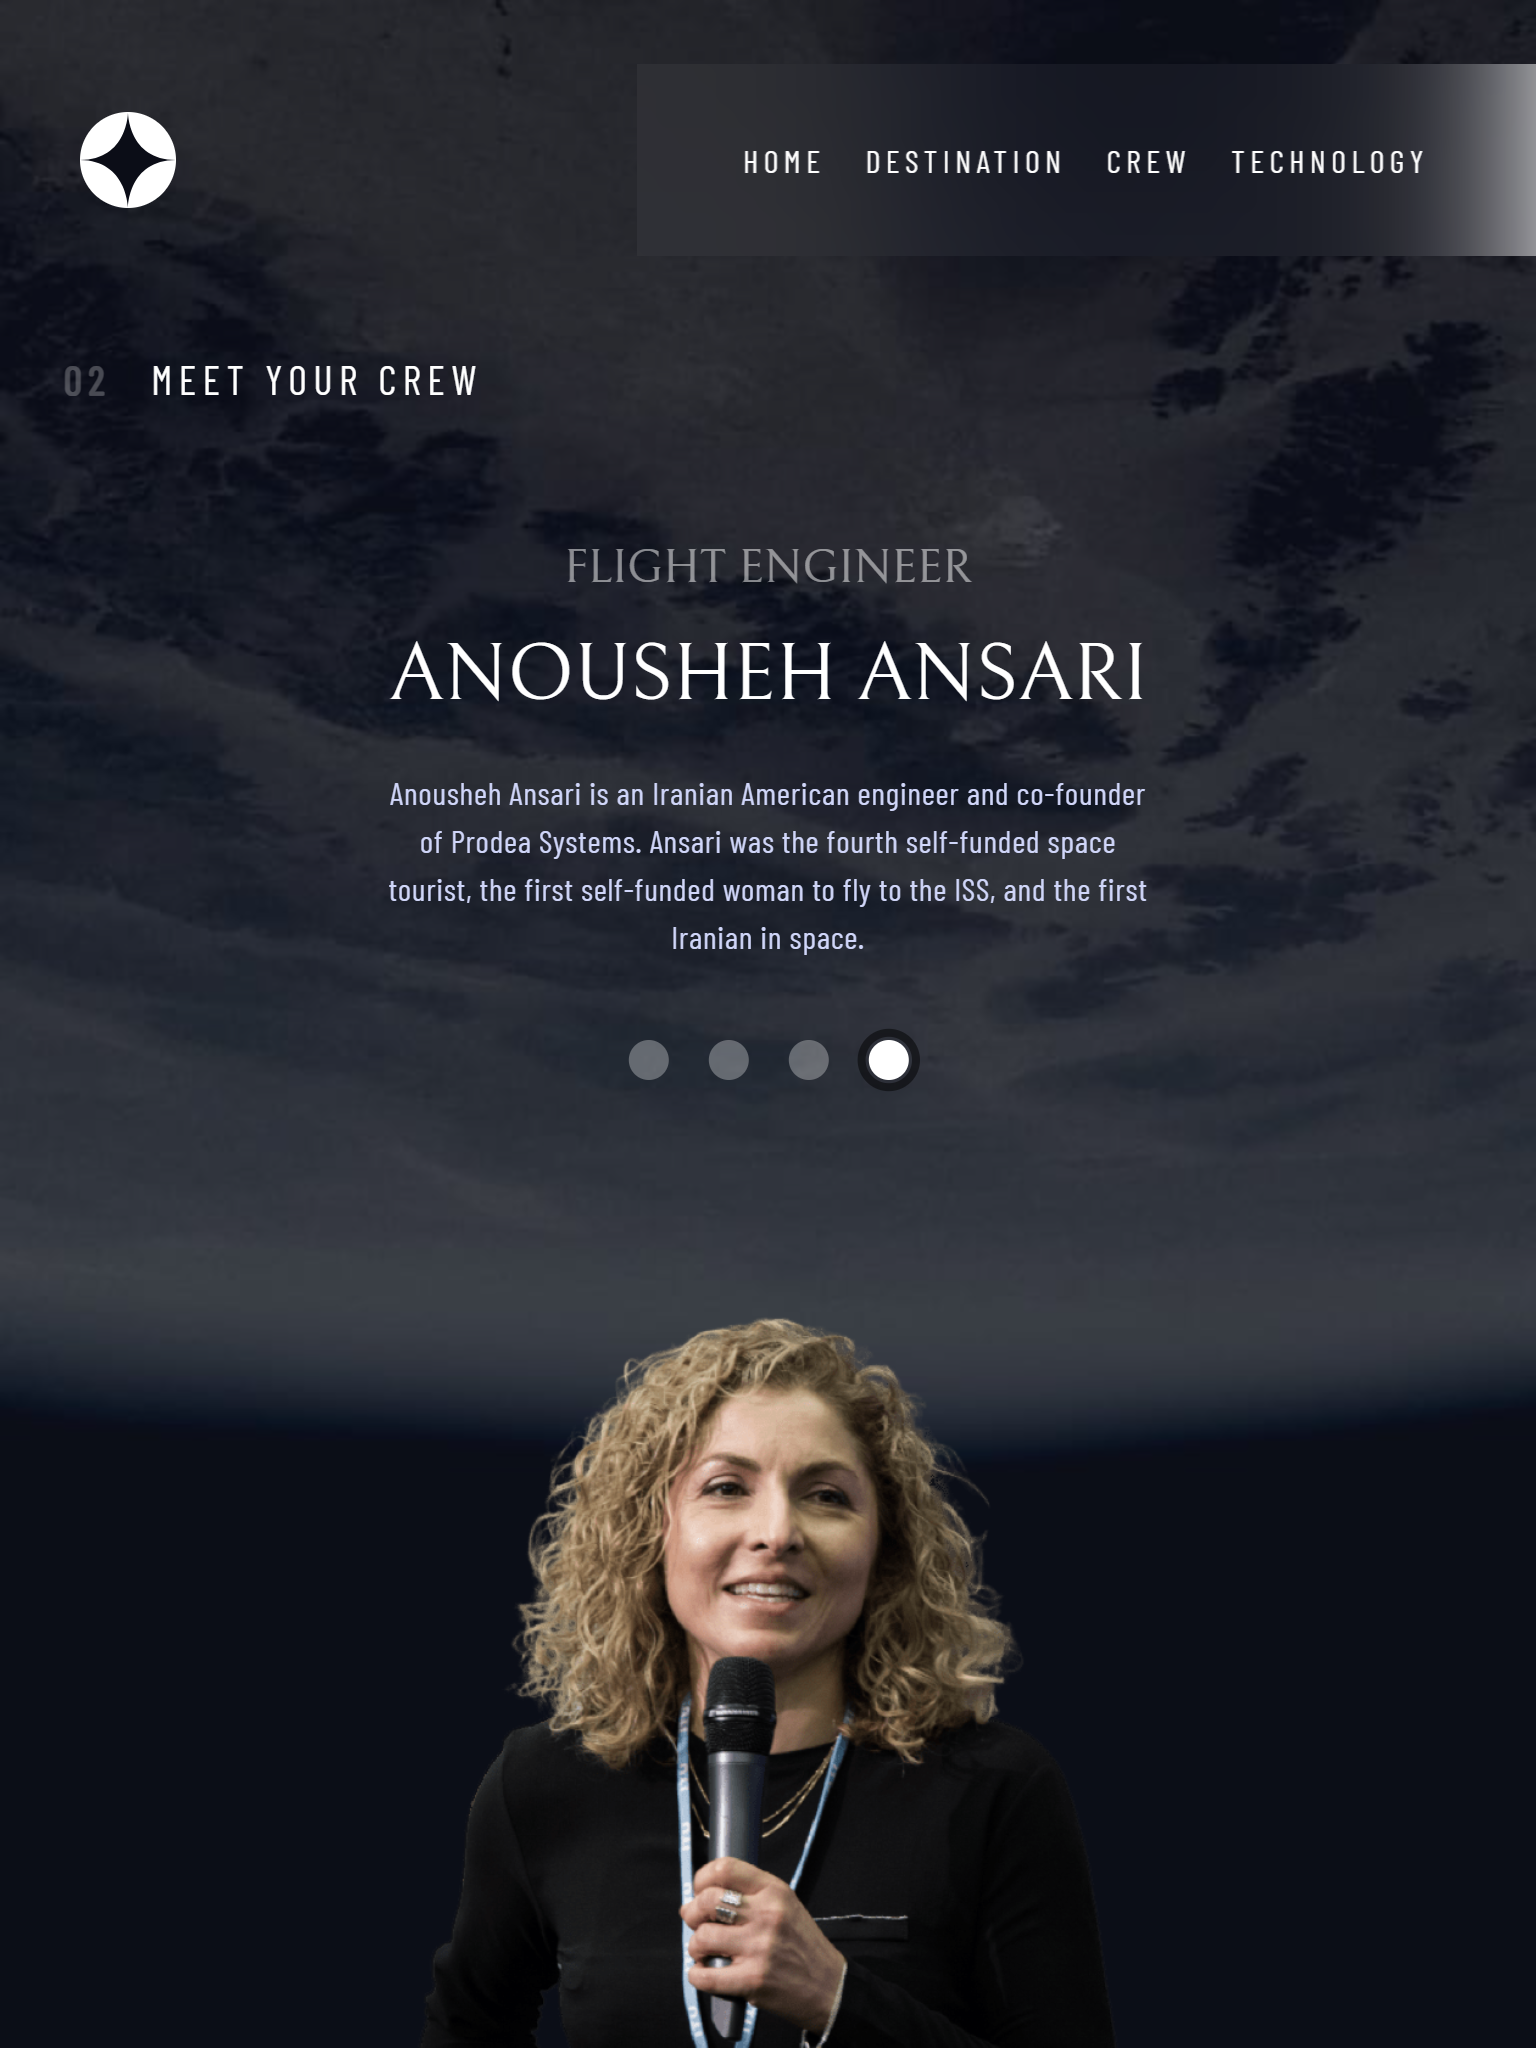 HOME DESTINATION CREW TECHNOLOGY
02 MEET YOUR CREW
FLIGHT ENGINEER
ANOUSHEH ANSARI
Anousheh Ansari is an Iranian American engineer and co-founder
of Prodea Systems. Ansari was the fourth self-funded space
tourist, the first self-funded woman to fly to the ISS, and the first
Iranian in space.